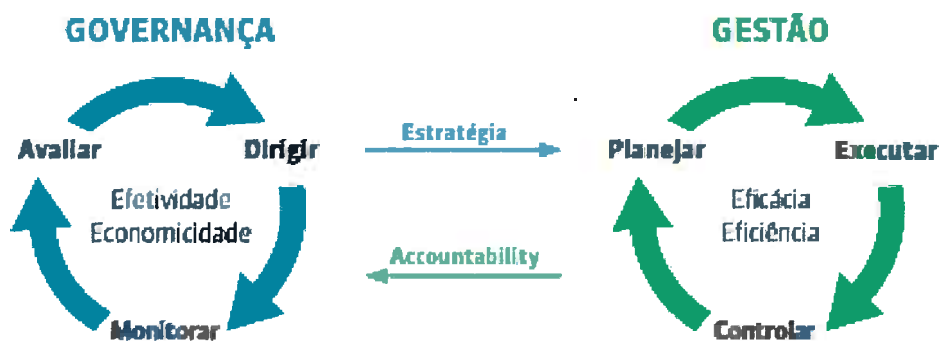 GOVERNANÇA
GESTÃO
Avaliar
Dirigir
Efetividade
Economicidade
Monitorar
Estratégia
Accountability
Planejar
Executar
Eficácia
Eficiência
Controlar